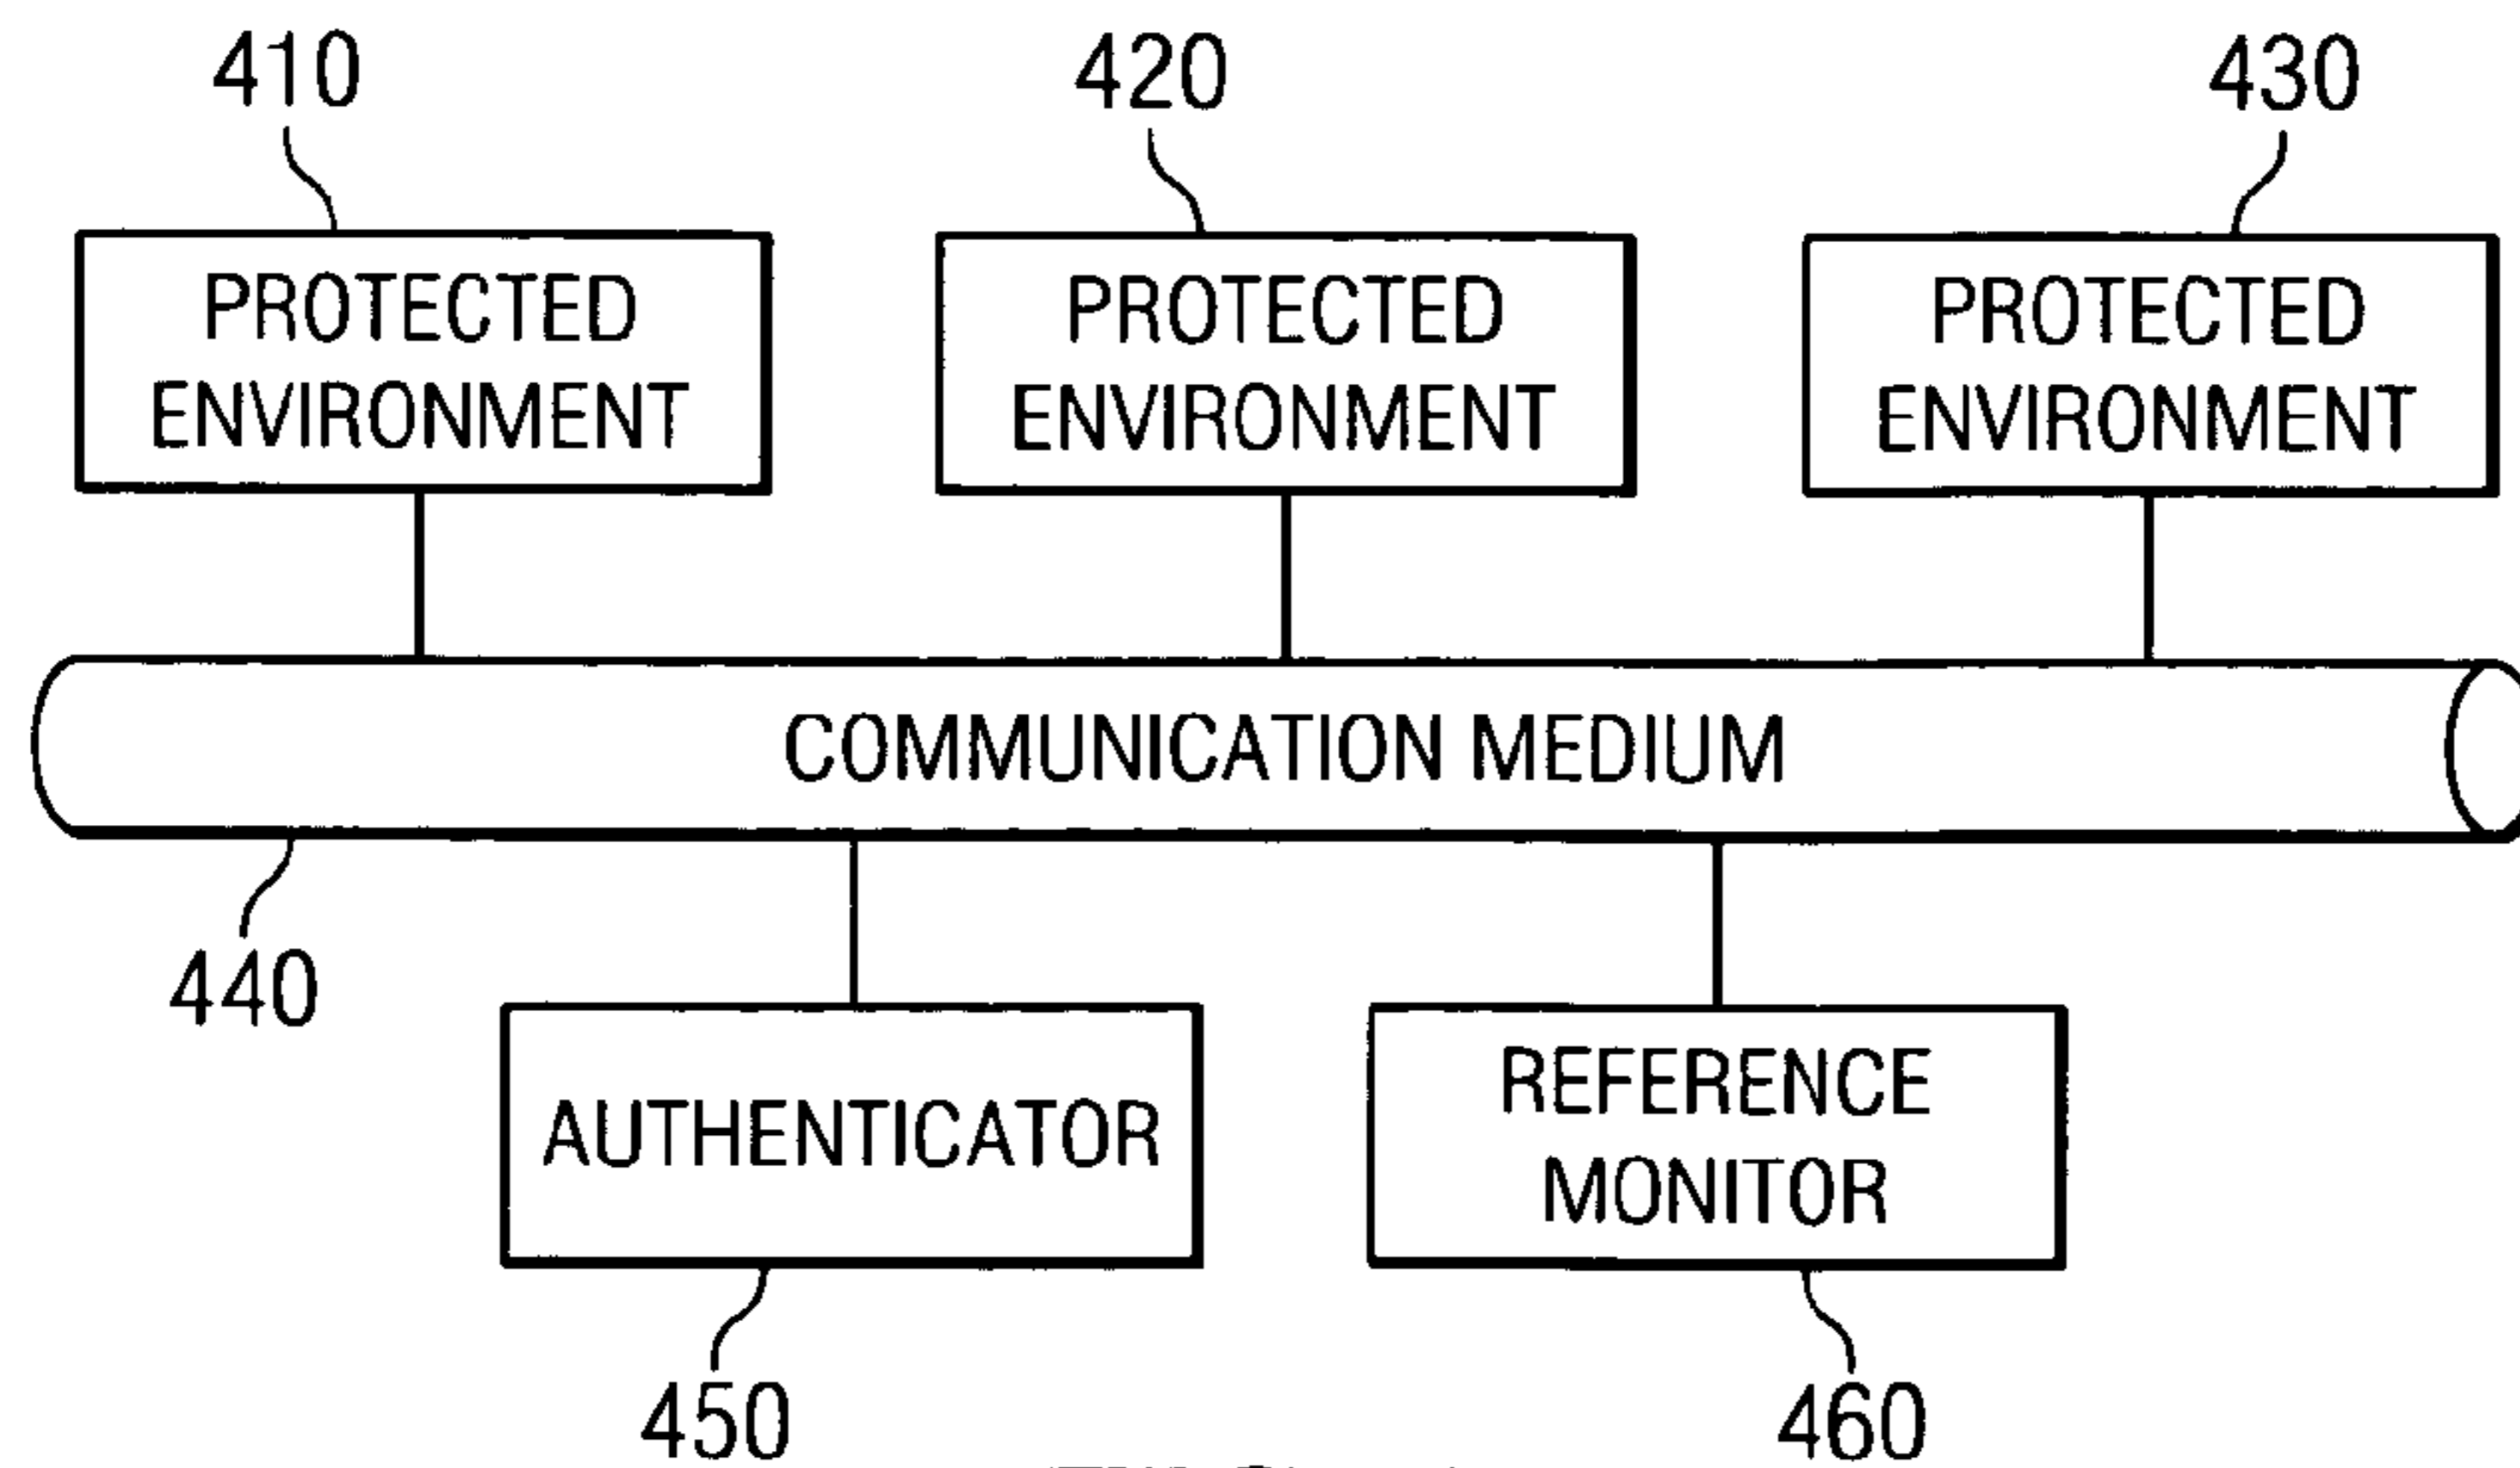 410
420
430
PROTECTED
ENVIRONMENT
PROTECTED
ENVIRONMENT
PROTECTED
ENVIRONMENT
COMMUNICATION MEDIUM
440
AUTHENTICATOR
REFERENCE
MONITOR
450
460